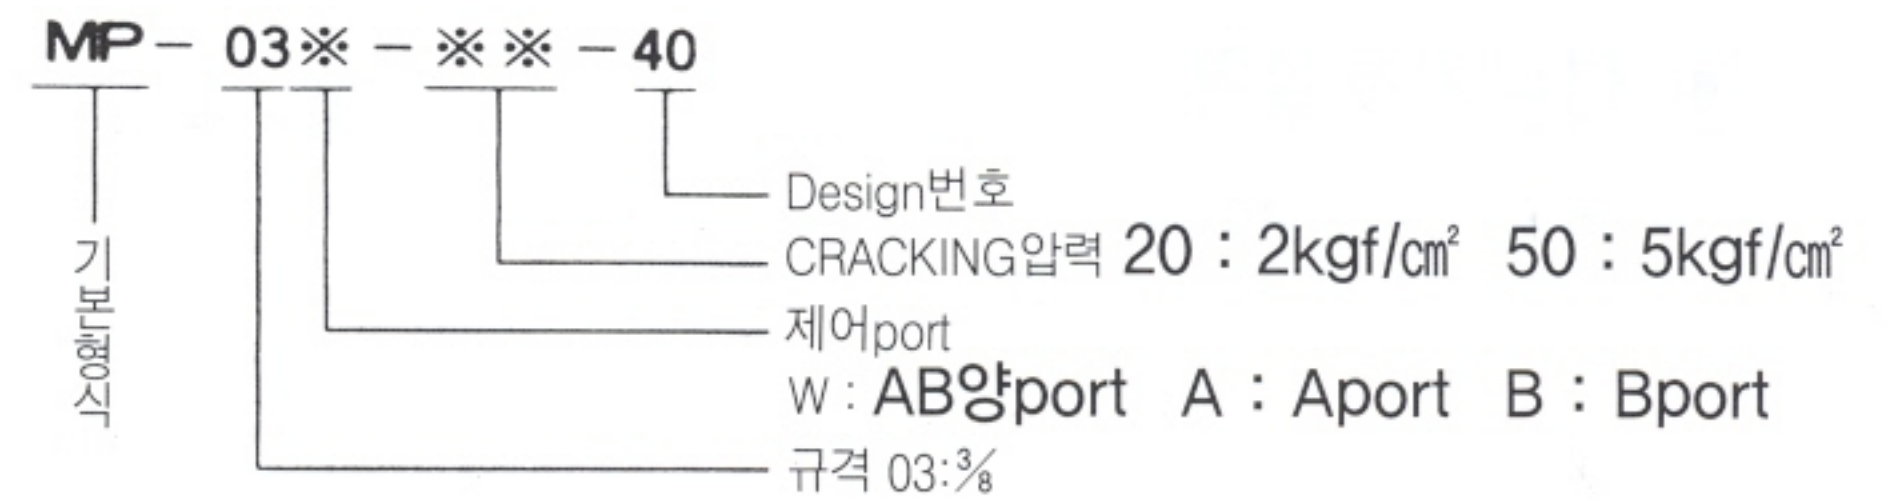 MP - 03※ - ※※ - 40
Design번호
CRACKING압력 20 : 2kgf/㎠ 50 : 5kgf/㎠
제어port
W : AB양port A : Aport B : Bport
규격 03:⅜
기본형식